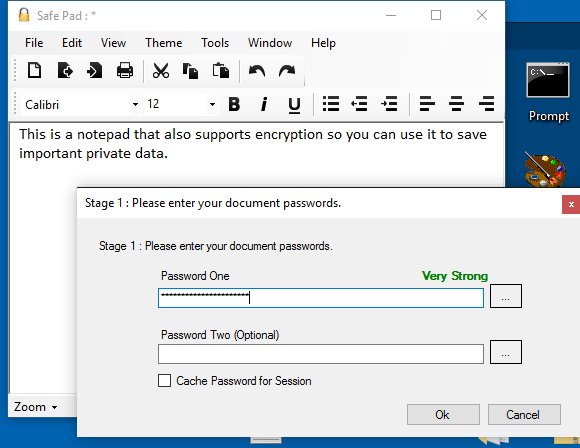 Safe Pad : *
File Edit View Theme Tools Window Help
Calibri 12 B i U
This is a notepad that also supports encryption so you can use it to save
important private data.
C:\_
Prompt
Stage 1 : Please enter your document passwords.
x
Stage 1 : Please enter your document passwords.
Password One Very Strong
...
Password Two (Optional)
...
Cache Password for Session
Zoom
Ok Cancel